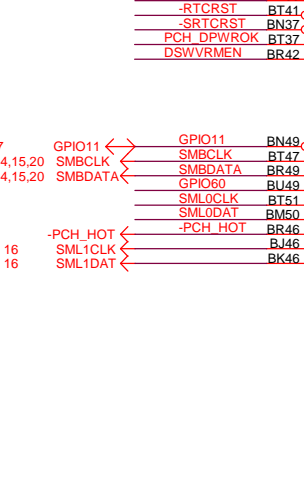 -RTCRST BT41
-SRTCRST BN37
PCH_DPWROK BT37
DSWVRMEN BR42
7 GPIO11 GPIO11 BN49
4,15,20 SMBCLK SMBCLK BT47
4,15,20 SMBDATA SMBDATA BR49
GPIO60 BU49
SML0CLK BT51
SML0DAT BM50
-PCH_HOT -PCH_HOT BR46
16 SML1CLK BJ46
16 SML1DAT BK46